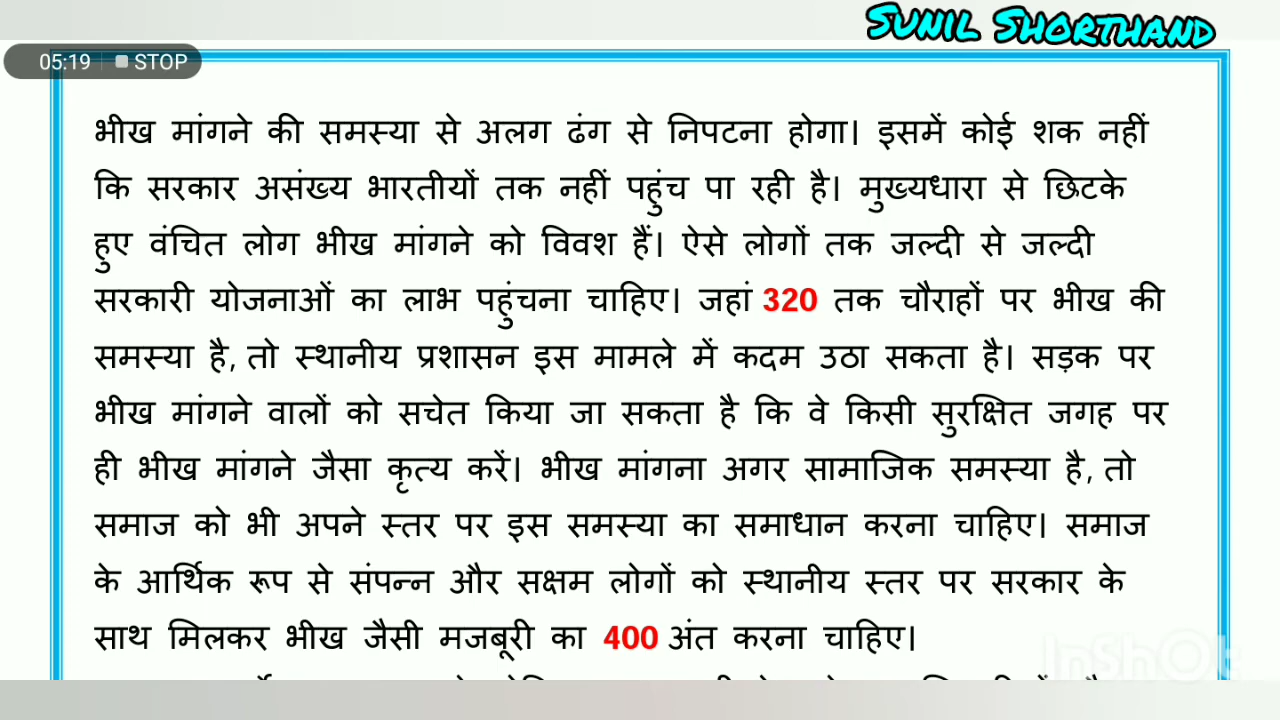 SUNIL SHORTHAND
05:19 STOP
भीख मांगने की समस्या से अलग ढंग से निपटना होगा। इसमें कोई शक नहीं
कि सरकार असंख्य भारतीयों तक नहीं पहुंच पा रही है। मुख्यधारा से छिटके
हुए वंचित लोग भीख मांगने को विवश हैं। ऐसे लोगों तक जल्दी से जल्दी
सरकारी योजनाओं का लाभ पहुंचना चाहिए। जहां 320 तक चौराहों पर भीख की
समस्या है, तो स्थानीय प्रशासन इस मामले में कदम उठा सकता है। सड़क पर
भीख मांगने वालों को सचेत किया जा सकता है कि वे किसी सुरक्षित जगह पर
ही भीख मांगने जैसा कृत्य करें। भीख मांगना अगर सामाजिक समस्या है, तो
समाज को भी अपने स्तर पर इस समस्या का समाधान करना चाहिए। समाज
के आर्थिक रूप से संपन्न और सक्षम लोगों को स्थानीय स्तर पर सरकार के
साथ मिलकर भीख जैसी मजबूरी का 400 अंत करना चाहिए।
InShOt